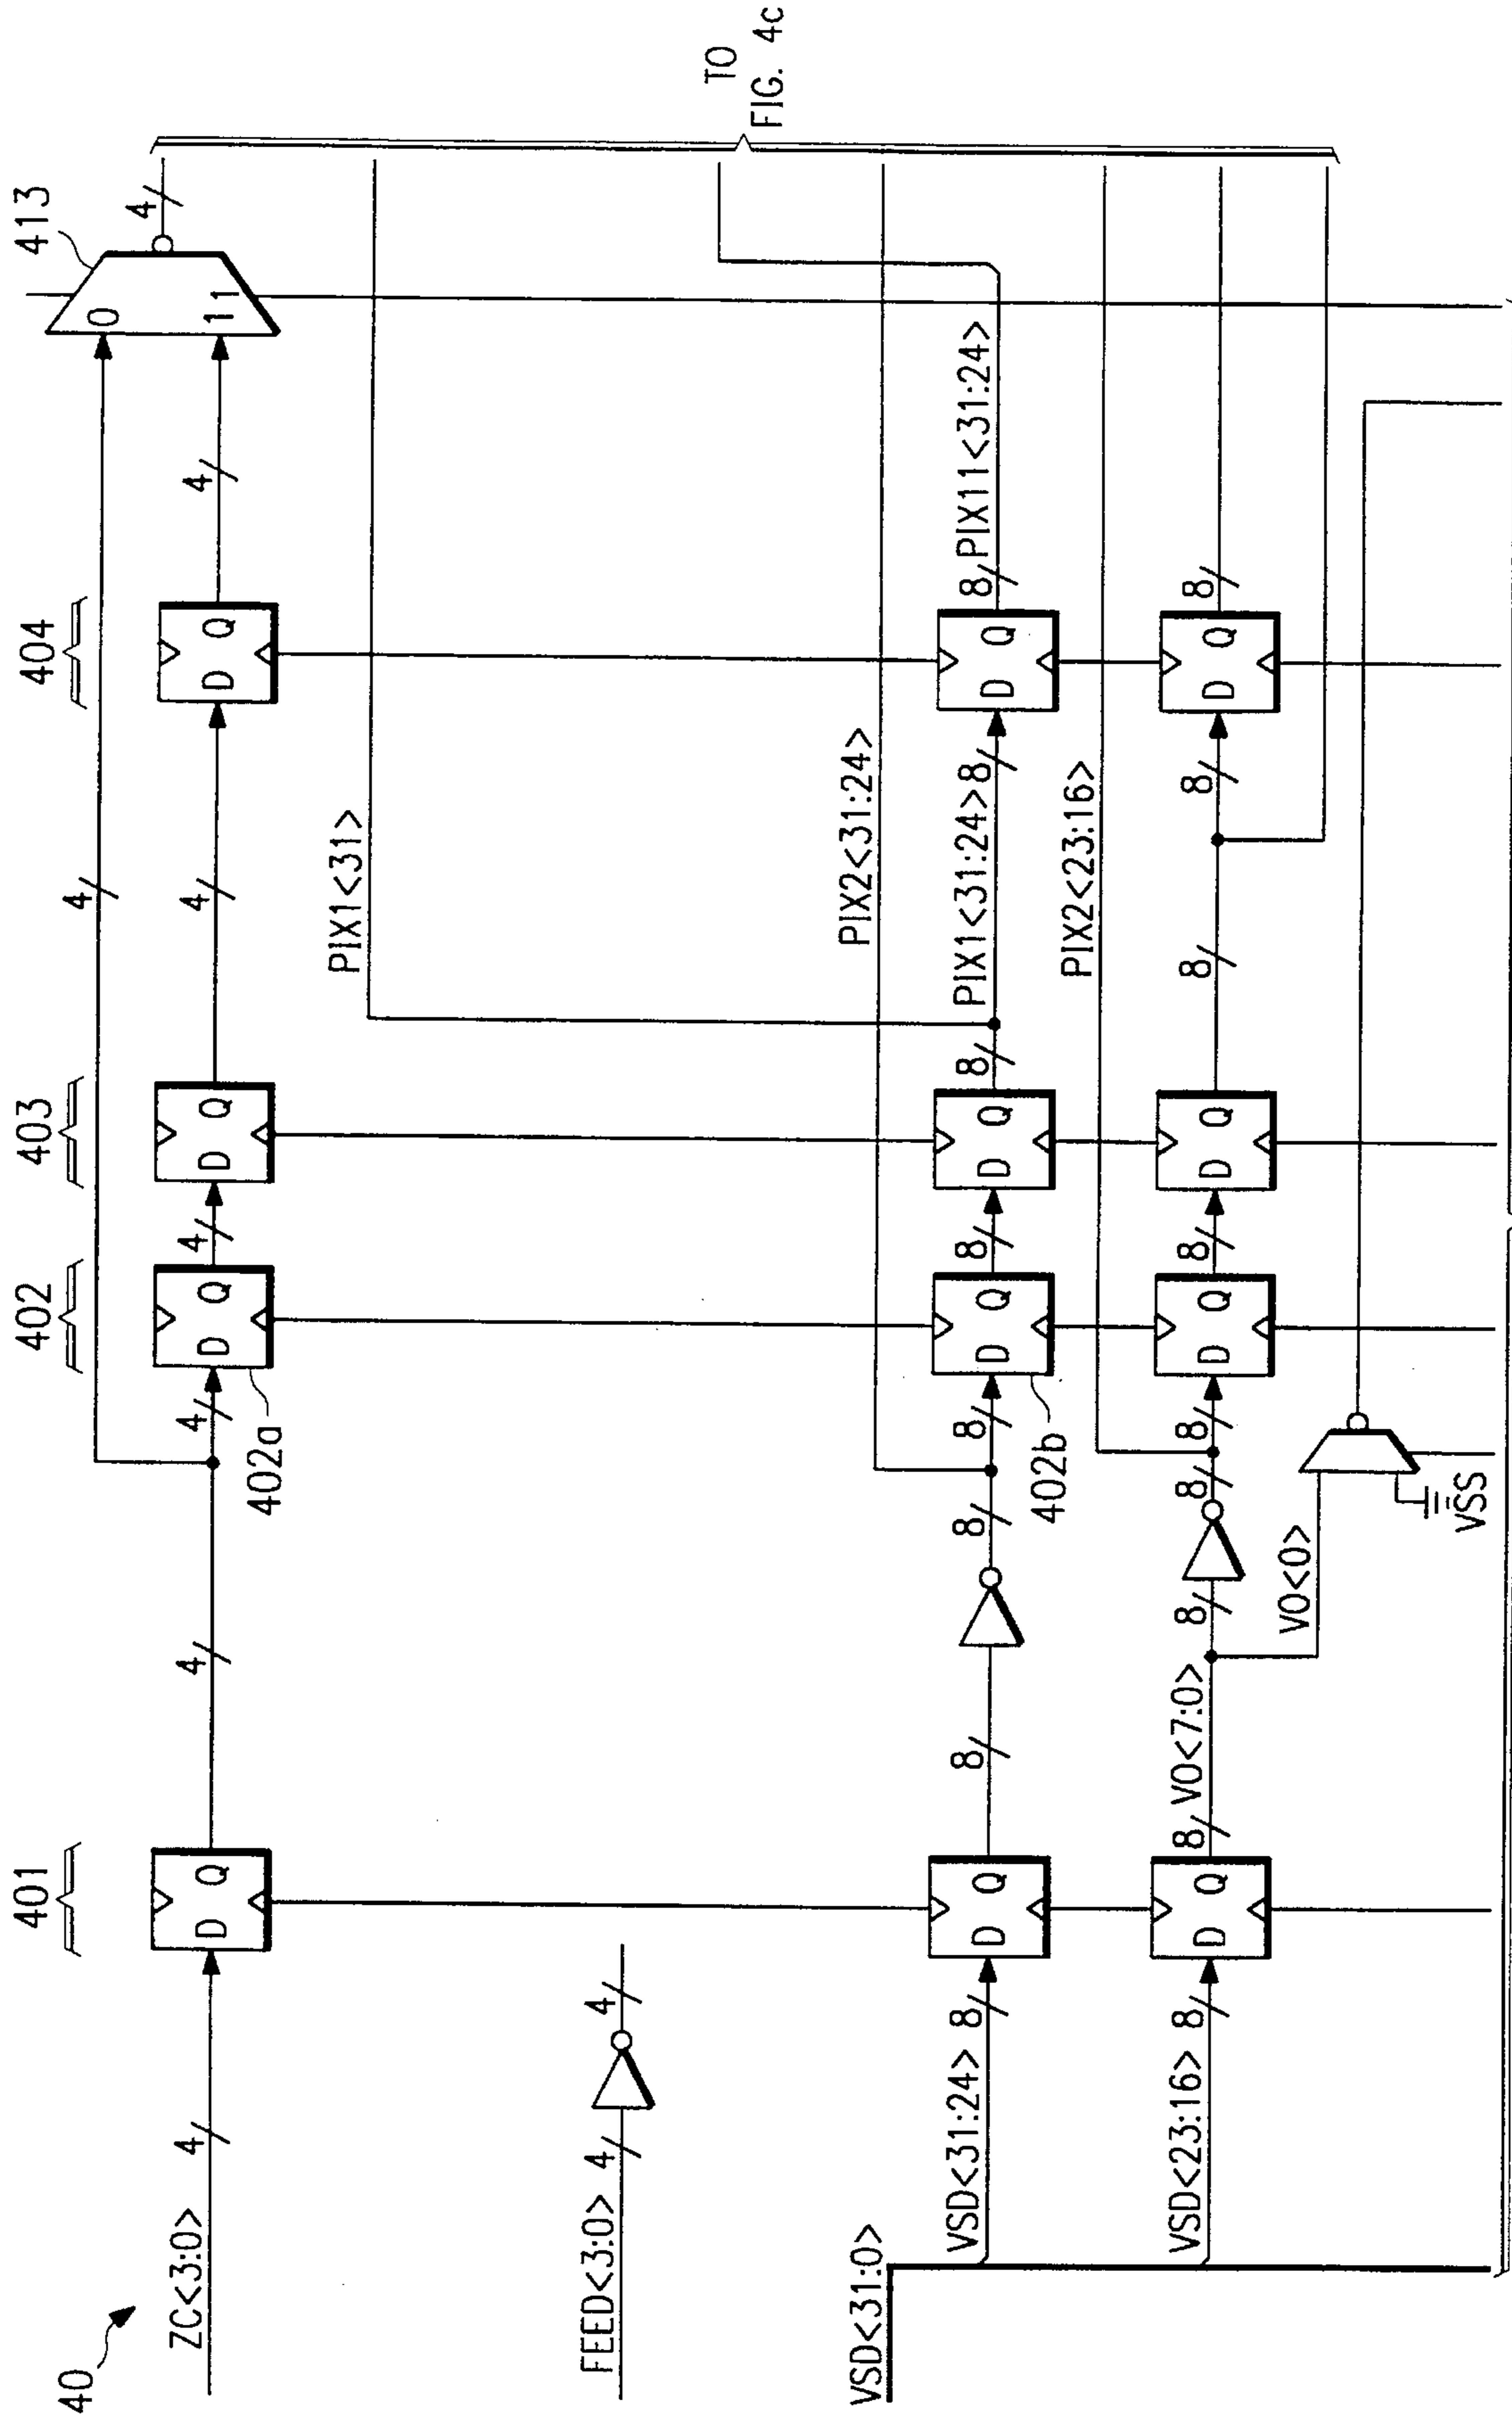 40
401
402
403
404
413
4
0
11
4
ZC<3:0>
4
D Q
4
4
D Q
4
D Q
4
D Q
4
402a
PIX1<31>
TO
FIG. 4c
FEED<3:0>
4
4
VSD<31:0>
PIX2<31:24>
VSD<31:24>
8
D Q
8
8
8
D Q
8
D Q
8
PIX1<31:24>
8
D Q
8
PIX11<31:24>
402b
PIX2<23:16>
VSD<23:16>
8
D Q
8
VO<7:0>
8
8
8
D Q
8
D Q
8
8
D Q
8
VO<0>
VSS